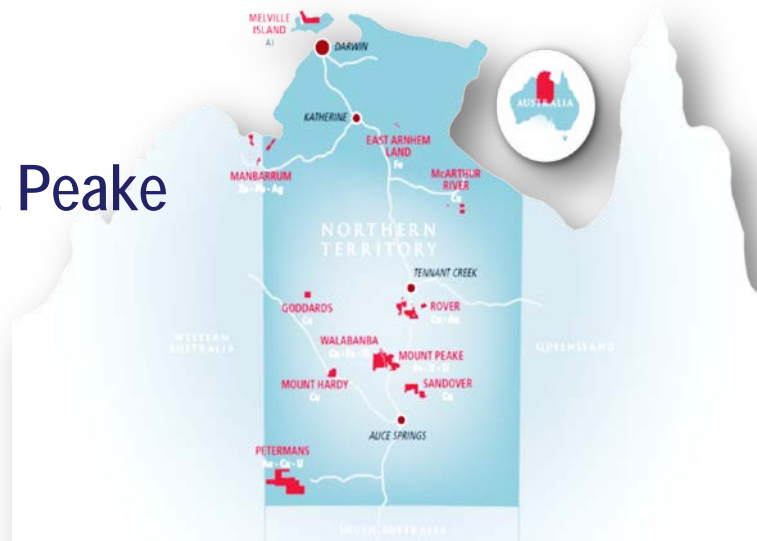 MELVILLE
ISLAND
Al
DARWIN
AUSTRALIA
KATHERINE
EAST ARNHEM
LAND
Fe
Peake
MANBARRUM
Zn - Pb - Ag
McARTHUR
RIVER
Cu
NORTHERN
TERRITORY
TENNANT CREEK
GODDARDS
Cu
ROVER
Cu - Au
WESTERN
AUSTRALIA
WALABANBA
QUEENSLAND
MOUNT PEAKE
Fe - V - Ti
MOUNT HARDY
Cu
SANDOVER
Cu
ALICE SPRINGS
PETERMANS
Au - Cu - U
SOUTH AUSTRALIA